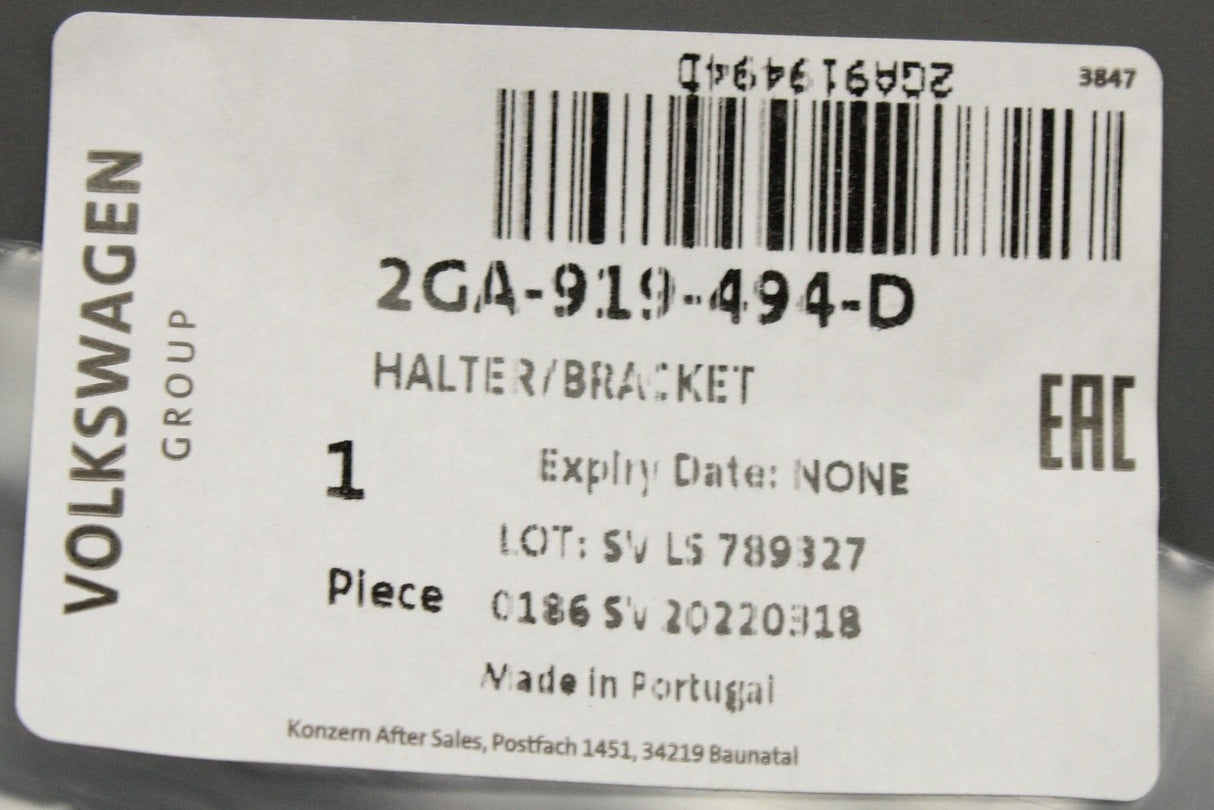 2GA919494D
3847
VOLKSWAGEN
GROUP
2GA-919-494-D
HALTER/BRACKET
EAC
1
Expiry Date: NONE
LOT: SV LS 789327
Piece
0186 SV 20220318
Made in Portugal
Konzern After Sales, Postfach 1451, 34219 Baunatal